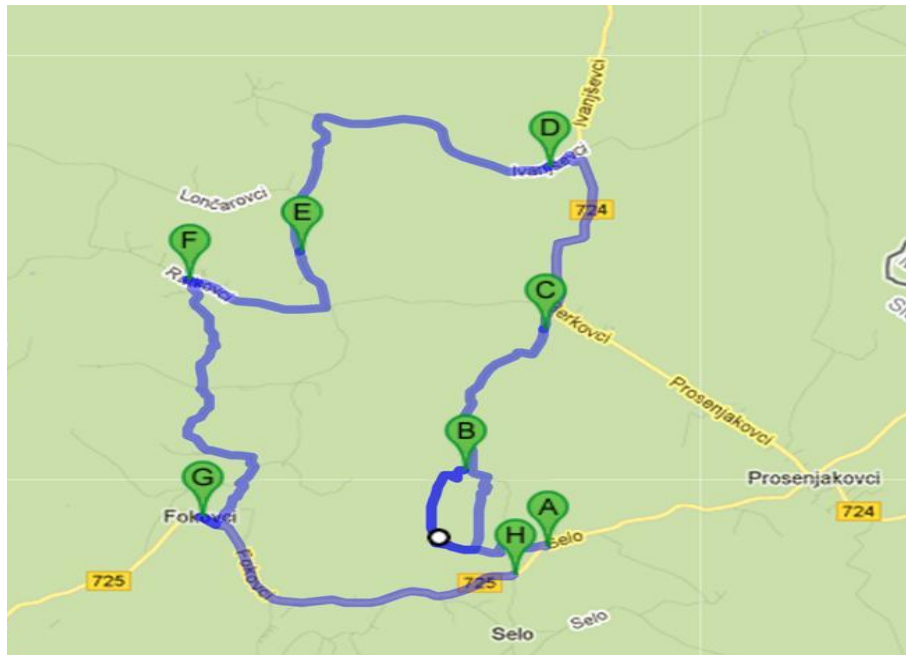 Ivanjševci
D
Ivanjševci
Lončarovci
E
724
F
C
Prosenjakovci
B
G
Prosenjakovci
A
Fokovci
724
H
Selo
Fokovci
725
725
Selo
Selo